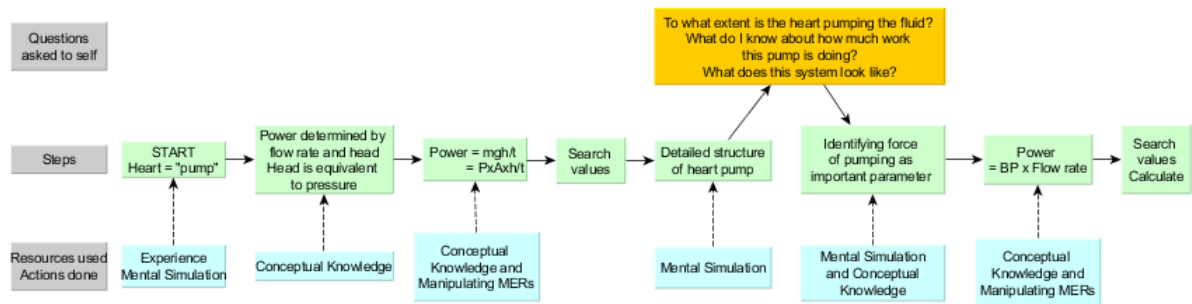 Questions
asked to self
To what extent is the heart pumping the fluid?
What do I know about how much work
this pump is doing?
What does this system look like?
Steps
START
Heart = "pump"
Power determined by
flow rate and head
Head is equivalent
to pressure
Power = mgh/t
= PxAxh/t
Search
values
Detailed structure
of heart pump
Identifying force
of pumping as
important parameter
Power
= BP x Flow rate
Search
values
Calculate
Resources used
Actions done
Experience
Mental Simulation
Conceptual Knowledge
Conceptual
Knowledge and
Manipulating MERs
Mental Simulation
Mental Simulation
and Conceptual
Knowledge
Conceptual
Knowledge and
Manipulating MERs